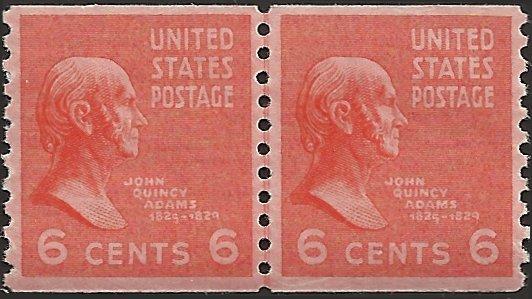 UNITED
STATES
POSTAGE
JOHN
QUINCY
ADAMS
1825-1829
6 CENTS 6
UNITED
STATES
POSTAGE
JOHN
QUINCY
ADAMS
1825-1829
6 CENTS 6